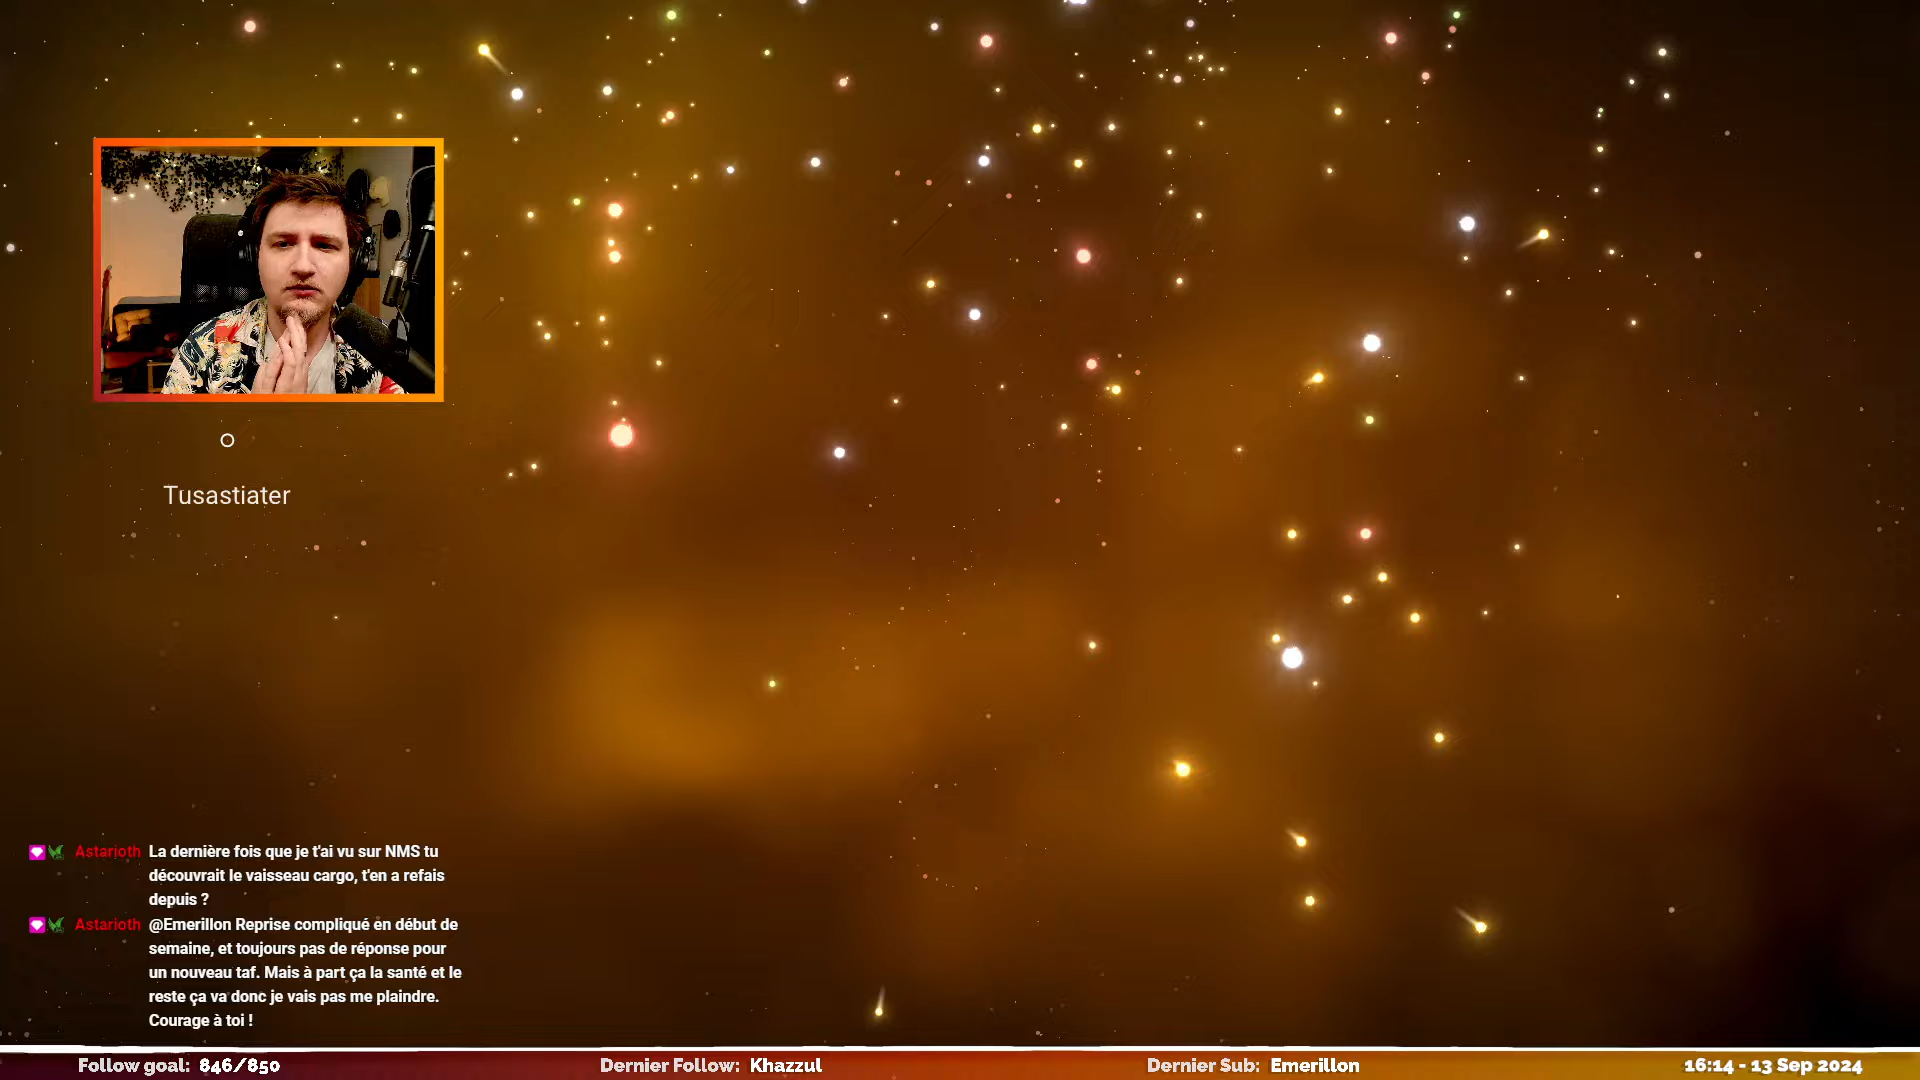 Tusastiater
Astarioth La dernière fois que je t'ai vu sur NMS tu
découvrait le vaisseau cargo, t'en a refais
depuis ?
Astarioth @Emerillon Reprise compliqué en début de
semaine, et toujours pas de réponse pour
un nouveau taf. Mais à part ça la santé et le
reste ça va donc je vais pas me plaindre.
Courage à toi !
Follow goal: 846/850 Dernier Follow: Khazzul Dernier Sub: Emerillon 16:14 - 13 Sep 2024